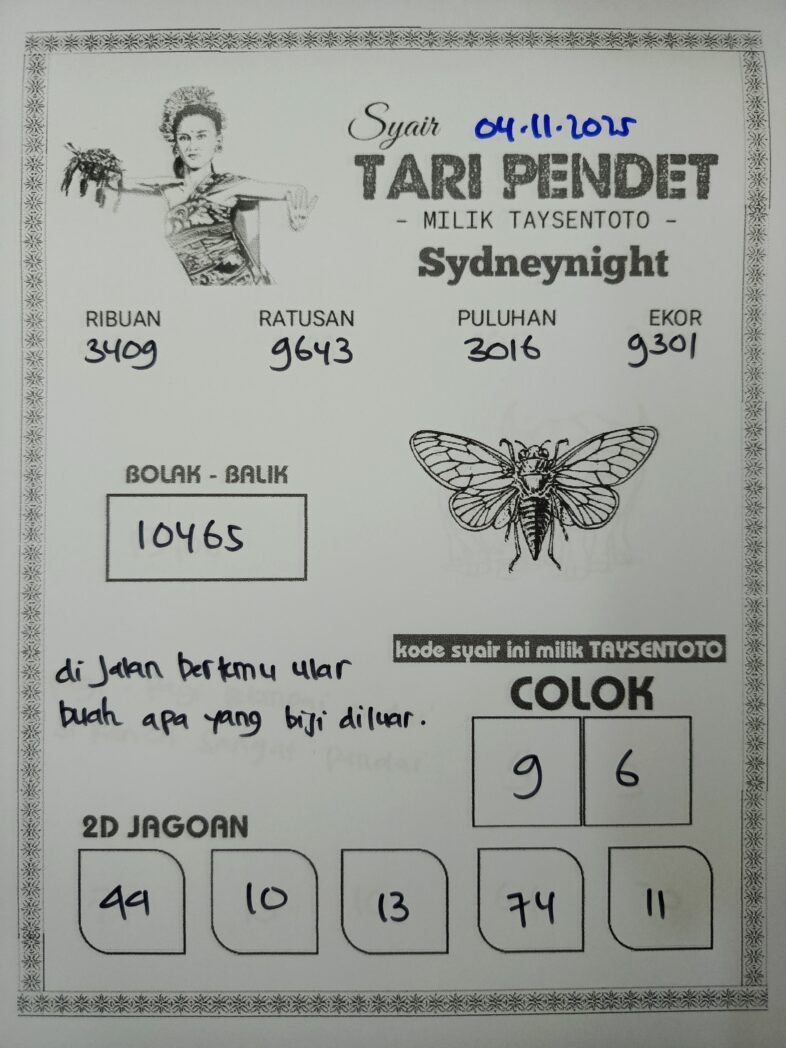 Syair 04.11.2025
TARI PENDET
- MILIK TAYSENTOTO -
Sydneynight
RIBUAN RATUSAN PULUHAN EKOR
3409 9643 3016 9301
BOLAK - BALIK
10465
kode syair ini milik TAYSENTOTO
di Jalan bertemu ular
buah apa yang biji diluar.
COLOK
9 6
2D JAGOAN
49 10 13 74 11